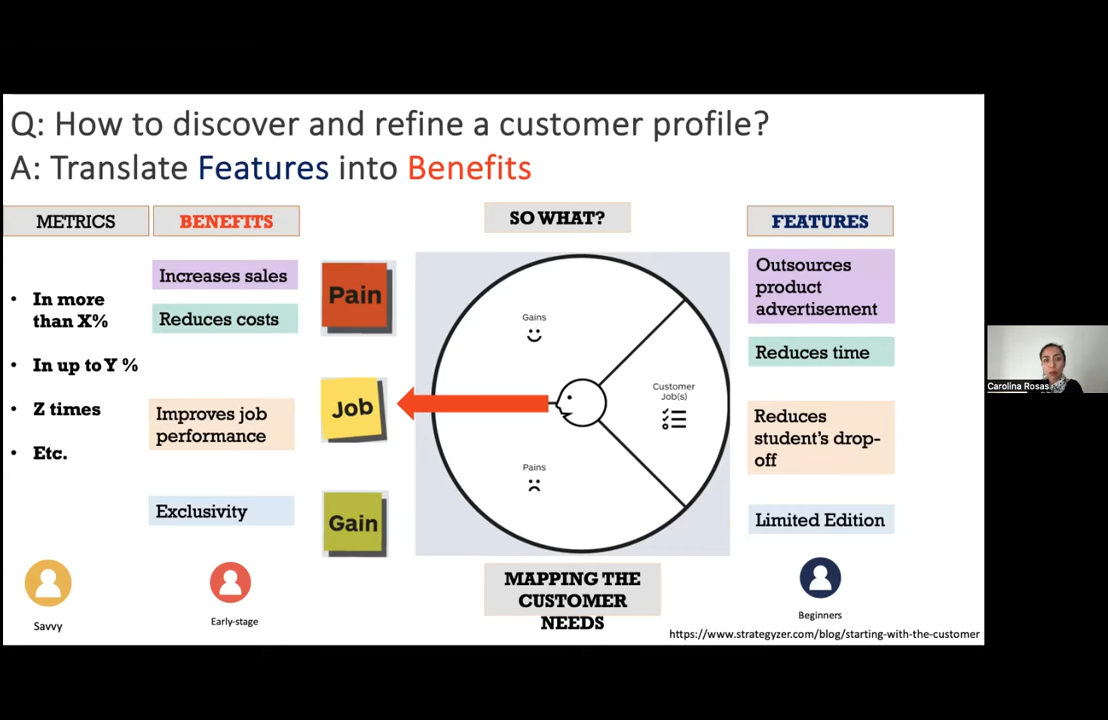 Q: How to discover and refine a customer profile?
A: Translate Features into Benefits
METRICS
BENEFITS
SO WHAT?
FEATURES
• In more
than X%
• In up to Y %
• Z times
• Etc.
Increases sales
Reduces costs
Improves job
performance
Exclusivity
Pain
Job
Gain
Gains
Customer
Job(s)
Pains
Outsources
product
advertisement
Reduces time
Reduces
student's drop-
off
Limited Edition
MAPPING THE
CUSTOMER
NEEDS
Savvy
Early-stage
Beginners
https://www.strategyzer.com/blog/starting-with-the-customer
Carolina Rosas